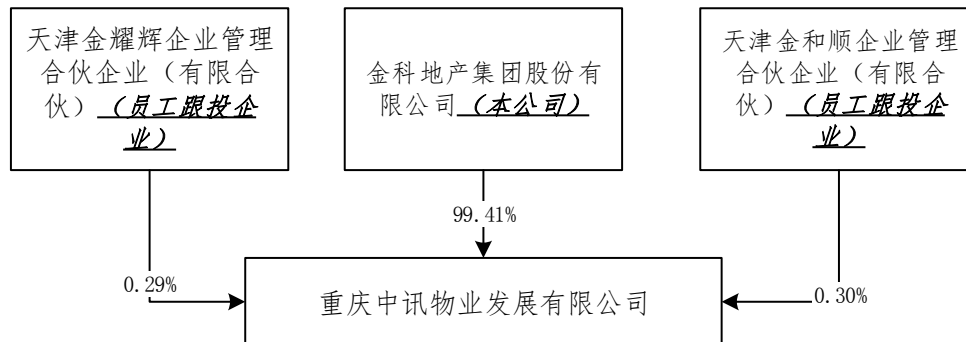 天津金耀辉企业管理
合伙企业（有限合
伙）（员工跟投企
业）
金科地产集团股份有
限公司（本公司）
天津金和顺企业管理
合伙企业（有限合
伙）（员工跟投企
业）
99.41%
0.29%
0.30%
重庆中讯物业发展有限公司